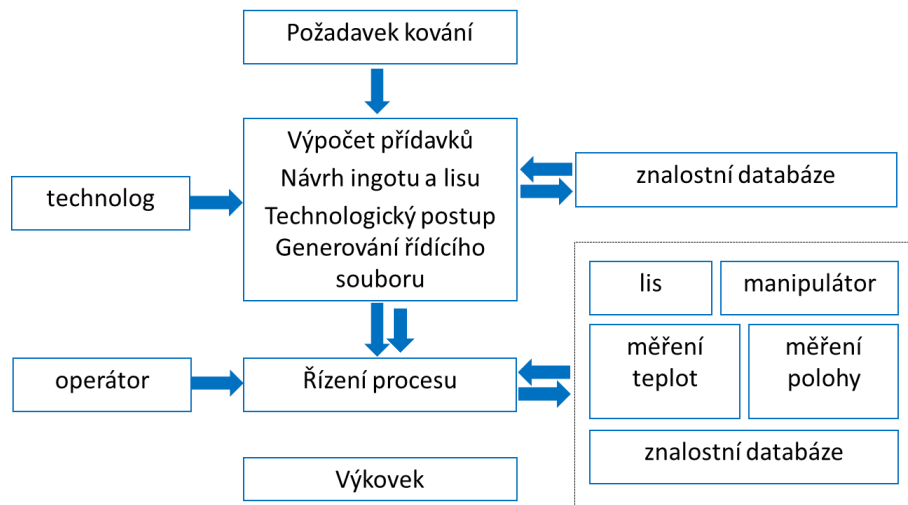 Požadavek kování
Výpočet přídavků
Návrh ingotu a lisu
Technologický postup
Generování řídícího
souboru
technolog
znalostní databáze
lis
manipulátor
měření
teplot
měření
polohy
znalostní databáze
operátor
Řízení procesu
Výkovek